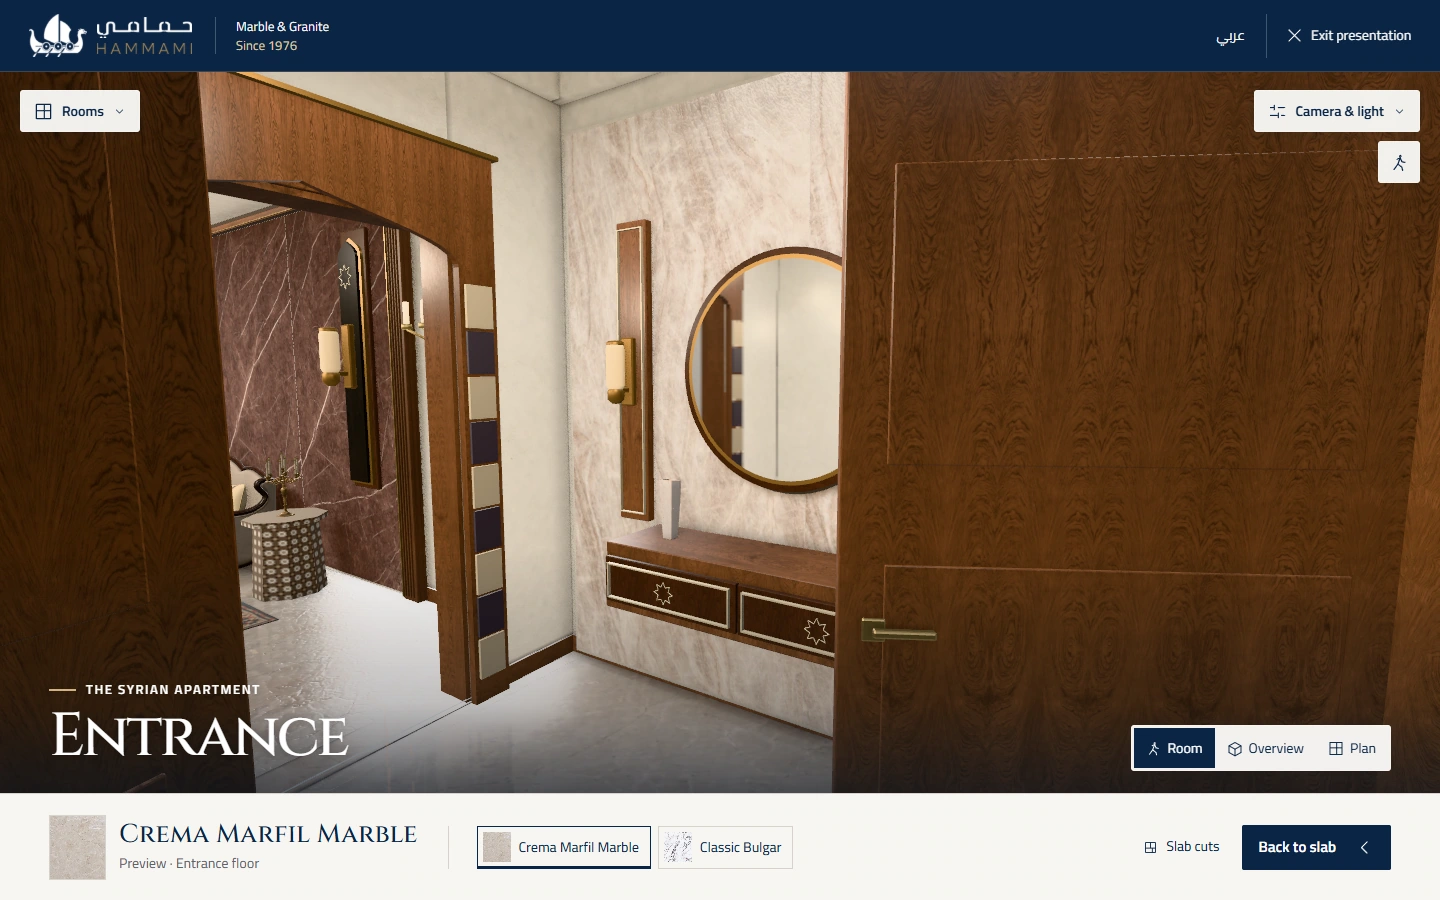 حمامي
HAMMAMI
Marble & Granite
Since 1976
عربي
Exit presentation
Rooms
Camera & light
THE SYRIAN APARTMENT
ENTRANCE
Room
Overview
Plan
CREMA MARFIL MARBLE
Preview · Entrance floor
Crema Marfil Marble
Classic Bulgar
Slab cuts
Back to slab